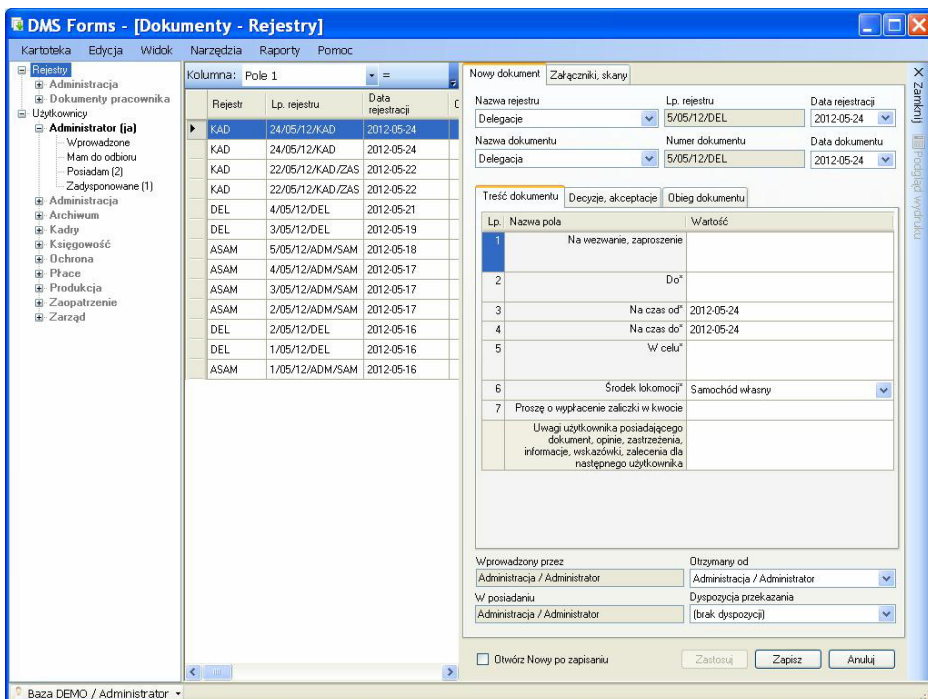 DMS Forms - [Dokumenty - Rejestry]
Kartoteka Edycja Widok Narzędzia Raporty Pomoc
Rejestry
Administracja
Dokumenty pracownika
Użytkownicy
Administrator (ja)
Wprowadzone
Mam do odbioru
Posiadam (2)
Zadysponowane (1)
Administracja
Archiwum
Kadry
Księgowość
Ochrona
Płace
Produkcja
Zaopatrzenie
Zarząd
Kolumna: Pole 1 =
Rejestr Lp. rejestru Data rejestracji
KAD 24/05/12/KAD 2012-05-24
KAD 24/05/12/KAD 2012-05-24
KAD 22/05/12/KAD/ZAS 2012-05-22
KAD 22/05/12/KAD/ZAS 2012-05-22
DEL 4/05/12/DEL 2012-05-21
DEL 3/05/12/DEL 2012-05-19
ASAM 5/05/12/ADM/SAM 2012-05-18
ASAM 4/05/12/ADM/SAM 2012-05-17
ASAM 3/05/12/ADM/SAM 2012-05-17
ASAM 2/05/12/ADM/SAM 2012-05-17
DEL 2/05/12/DEL 2012-05-16
DEL 1/05/12/DEL 2012-05-16
ASAM 1/05/12/ADM/SAM 2012-05-16
Nowy dokument Załączniki, skany
Nazwa rejestru Lp. rejestru Data rejestracji
Delegacje 5/05/12/DEL 2012-05-24
Nazwa dokumentu Numer dokumentu Data dokumentu
Delegacja 5/05/12/DEL 2012-05-24
Treść dokumentu Decyzje, akceptacje Obieg dokumentu
Lp. Nazwa pola Wartość
1 Na wezwanie, zaproszenie
2 Do*
3 Na czas od* 2012-05-24
4 Na czas do* 2012-05-24
5 W celu*
6 Środek lokomocji* Samochód własny
7 Proszę o wypłacenie zaliczki w kwocie
Uwagi użytkownika posiadającego
dokument, opinie, zastrzeżenia,
informacje, wskazówki, zalecenia dla
następnego użytkownika
Wprowadzony przez Otrzymany od
Administracja / Administrator Administracja / Administrator
W posiadaniu Dyspozycja przekazania
Administracja / Administrator (brak dyspozycji)
Otwórz Nowy po zapisaniu Zastosuj Zapisz Anuluj
X Zamknij
Podgląd wydruku
Baza DEMO / Administrator